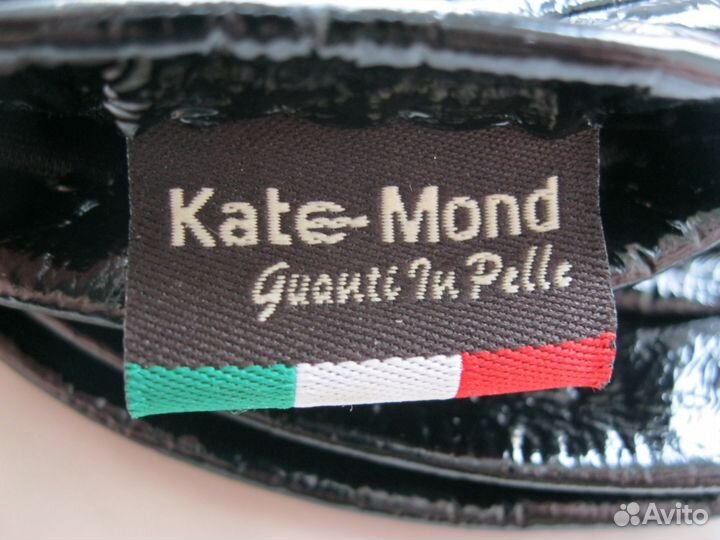 Kate Mond
Guanti In Pelle
Avito